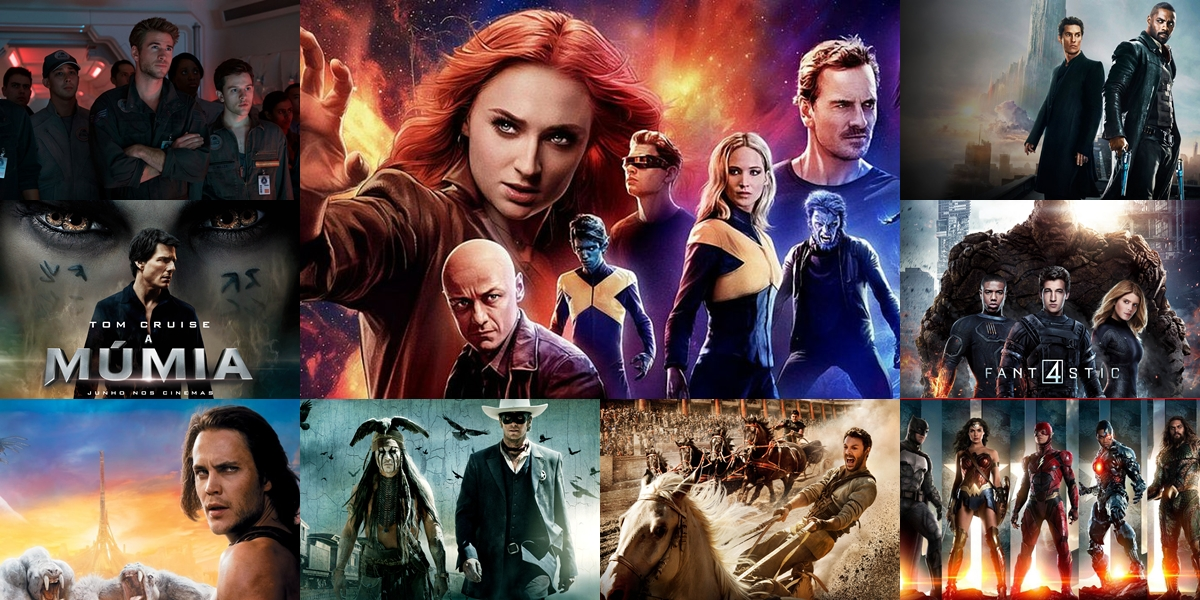 TOM CRUISE
A
MÚMIA
JUNHO NOS CINEMAS
FANT4STIC